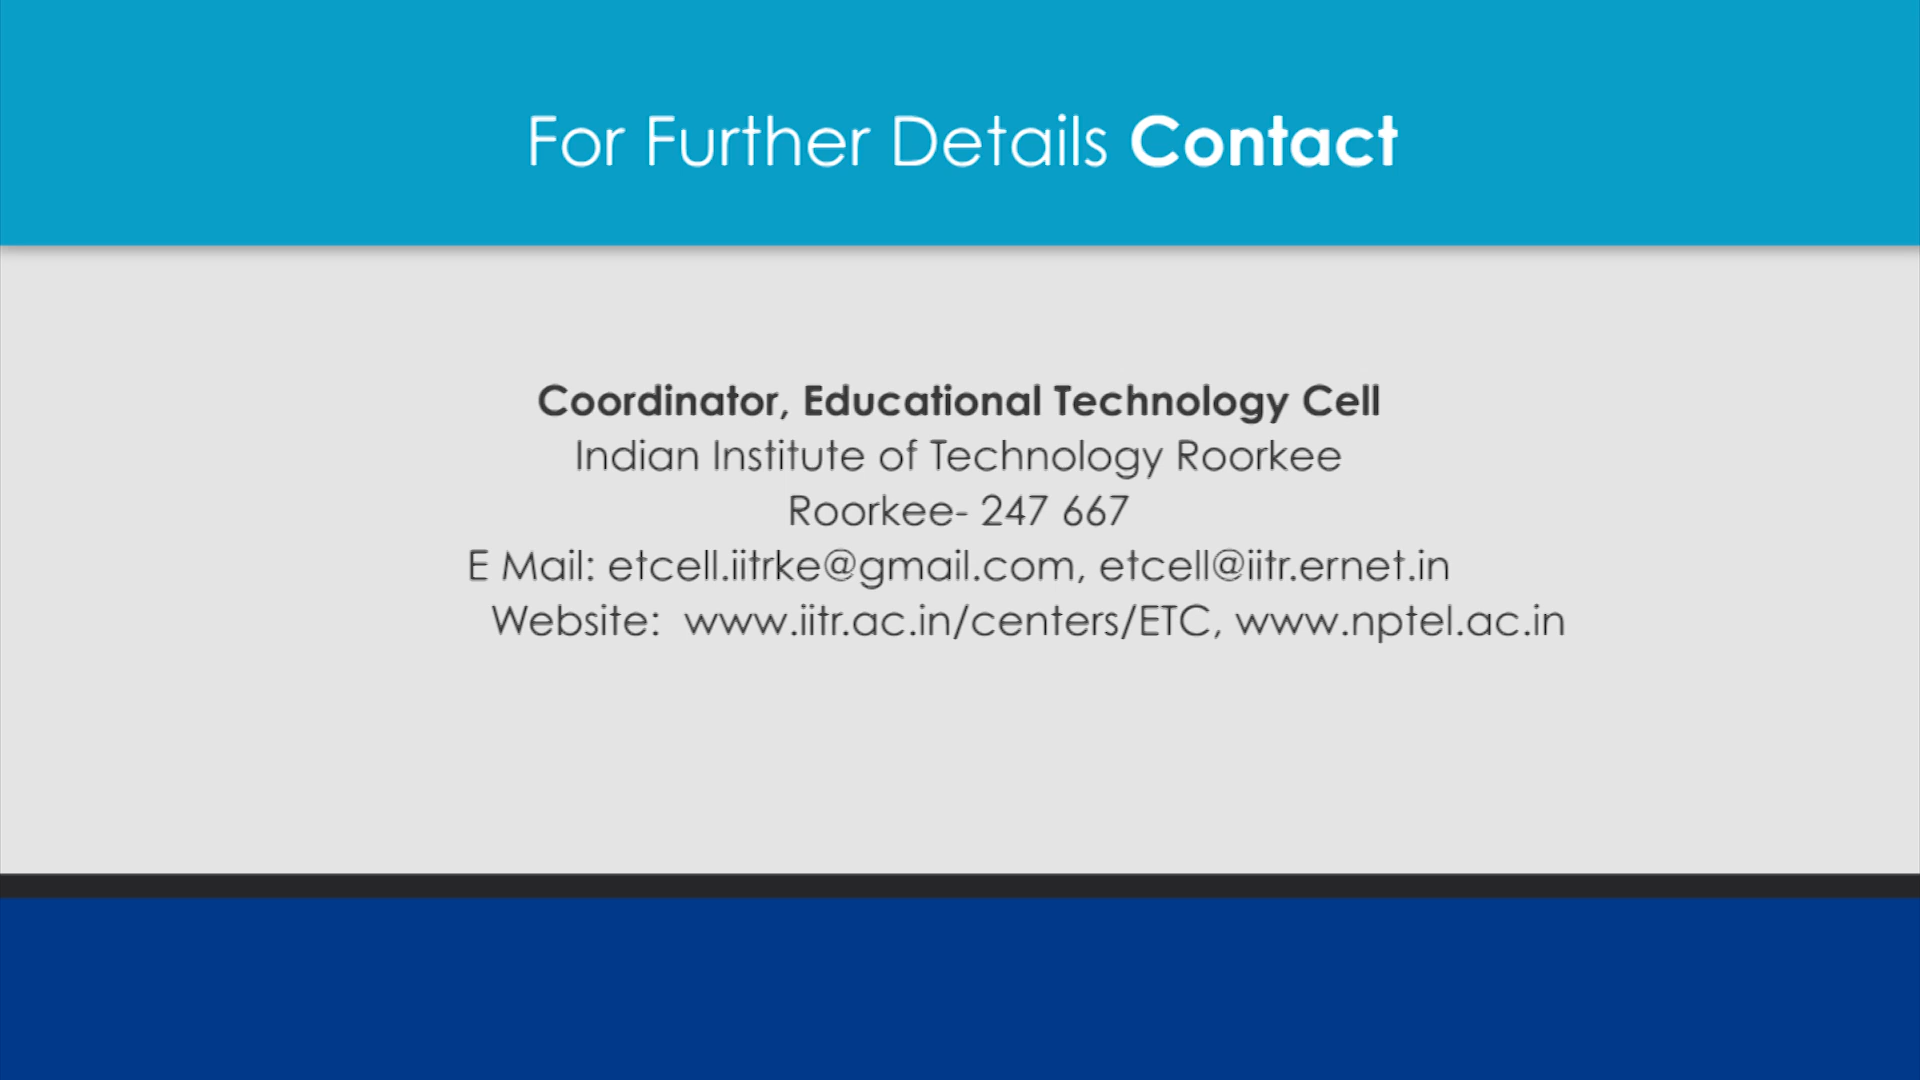 For Further Details Contact
Coordinator, Educational Technology Cell
Indian Institute of Technology Roorkee
Roorkee- 247 667
E Mail: etcell.iitrke@gmail.com, etcell@iitr.ernet.in
Website:  www.iitr.ac.in/centers/ETC, www.nptel.ac.in